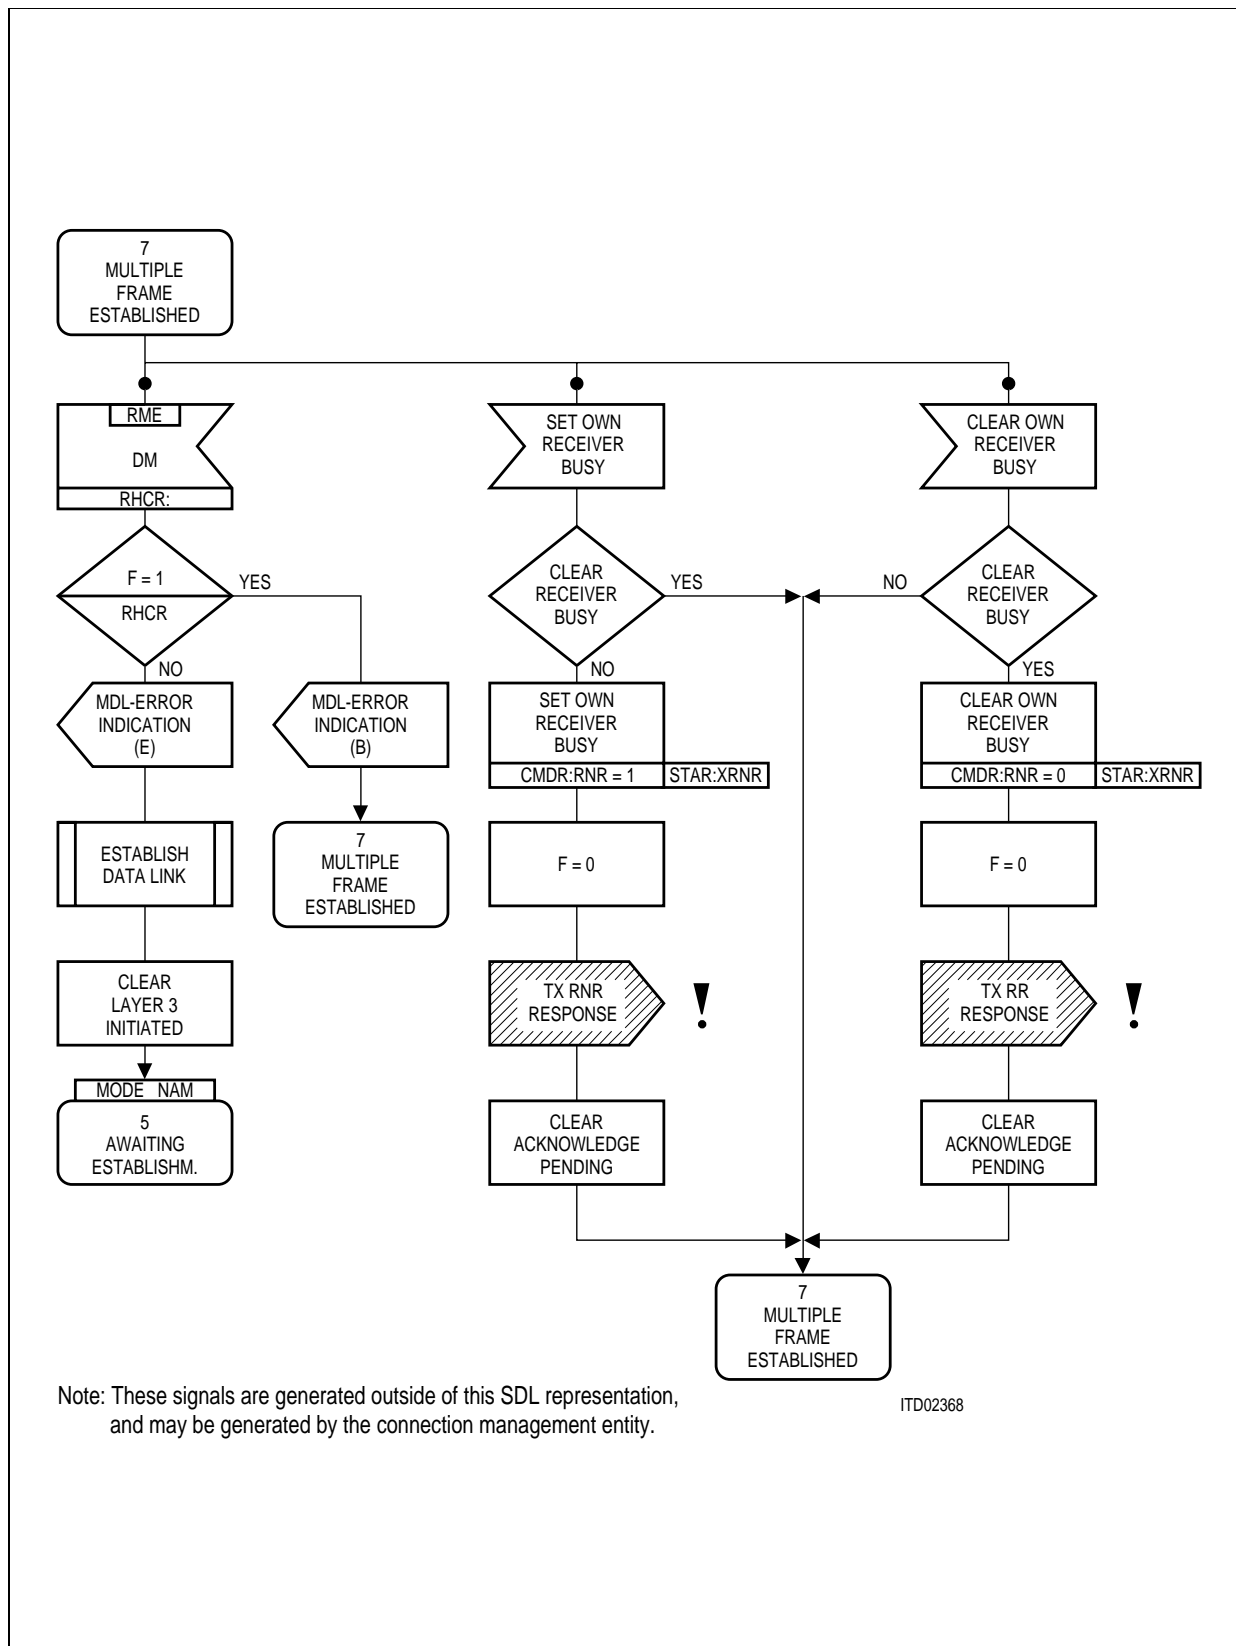 7
MULTIPLE
FRAME
ESTABLISHED
RME
DM
RHCR:
F = 1
RHCR
YES
NO
MDL-ERROR
INDICATION
(E)
ESTABLISH
DATA LINK
CLEAR
LAYER 3
INITIATED
MODE NAM
5
AWAITING
ESTABLISHM.
MDL-ERROR
INDICATION
(B)
7
MULTIPLE
FRAME
ESTABLISHED
SET OWN
RECEIVER
BUSY
CLEAR
RECEIVER
BUSY
YES
NO
SET OWN
RECEIVER
BUSY
CMDR:RNR = 1
STAR:XRNR
F = 0
TX RNR
RESPONSE
!
CLEAR
ACKNOWLEDGE
PENDING
CLEAR OWN
RECEIVER
BUSY
NO
CLEAR
RECEIVER
BUSY
YES
CLEAR OWN
RECEIVER
BUSY
CMDR:RNR = 0
STAR:XRNR
F = 0
TX RR
RESPONSE
!
CLEAR
ACKNOWLEDGE
PENDING
7
MULTIPLE
FRAME
ESTABLISHED
Note: These signals are generated outside of this SDL representation,
and may be generated by the connection management entity.
ITD02368